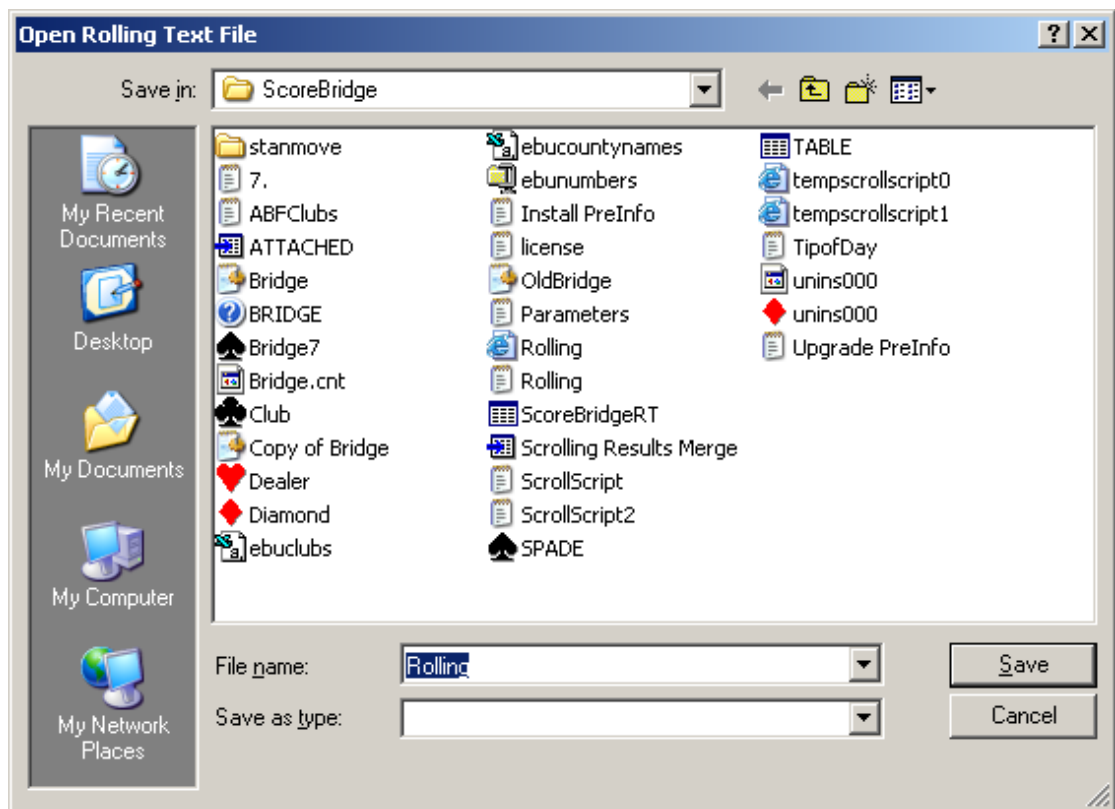 Open Rolling Text File
Save in:
ScoreBridge
My Recent
Documents
Desktop
My Documents
My Computer
My Network
Places
stanmove
7.
ABFClubs
ATTACHED
Bridge
BRIDGE
Bridge7
Bridge.cnt
Club
Copy of Bridge
Dealer
Diamond
ebuclubs
ebucountynames
ebunumbers
Install PreInfo
license
OldBridge
Parameters
Rolling
Rolling
ScoreBridgeRT
Scrolling Results Merge
ScrollScript
ScrollScript2
SPADE
TABLE
tempscrollscript0
tempscrollscript1
TipofDay
unins000
unins000
Upgrade PreInfo
File name:
Rolling
Save
Save as type:
Cancel